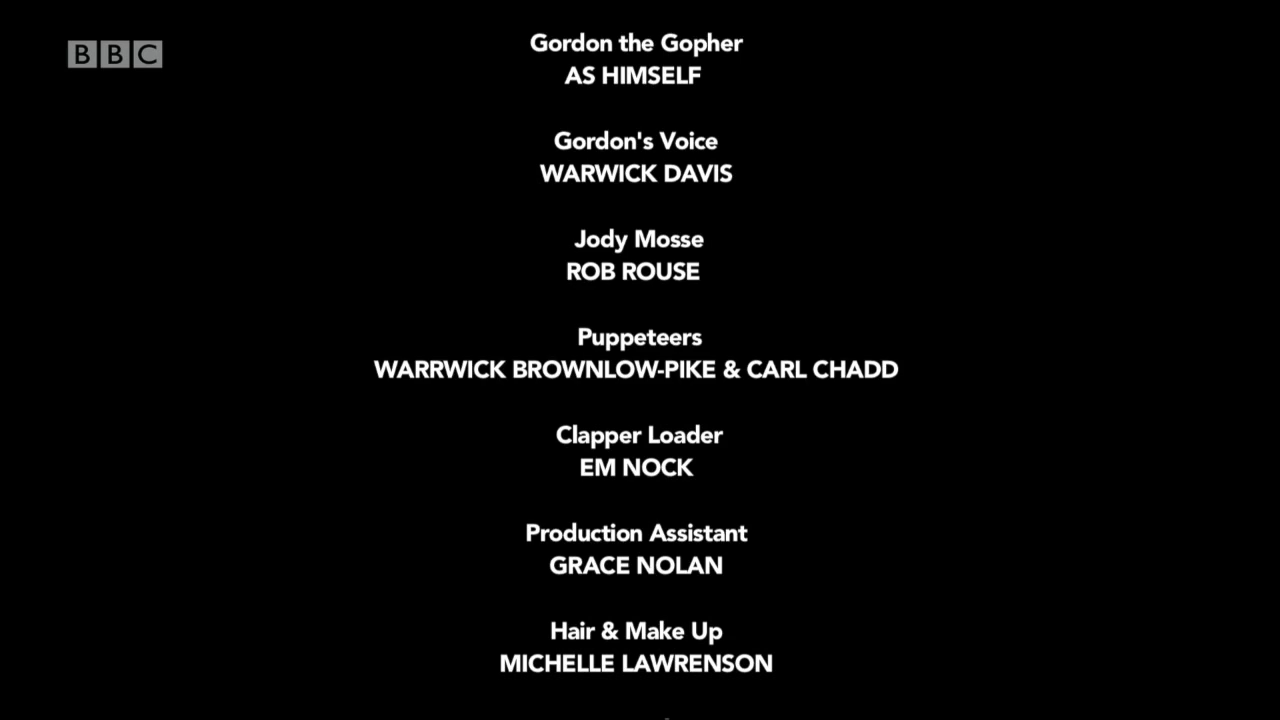 BBC
Gordon the Gopher
AS HIMSELF
Gordon's Voice
WARWICK DAVIS
Jody Mosse
ROB ROUSE
Puppeteers
WARRWICK BROWNLOW-PIKE & CARL CHADD
Clapper Loader
EM NOCK
Production Assistant
GRACE NOLAN
Hair & Make Up
MICHELLE LAWRENSON